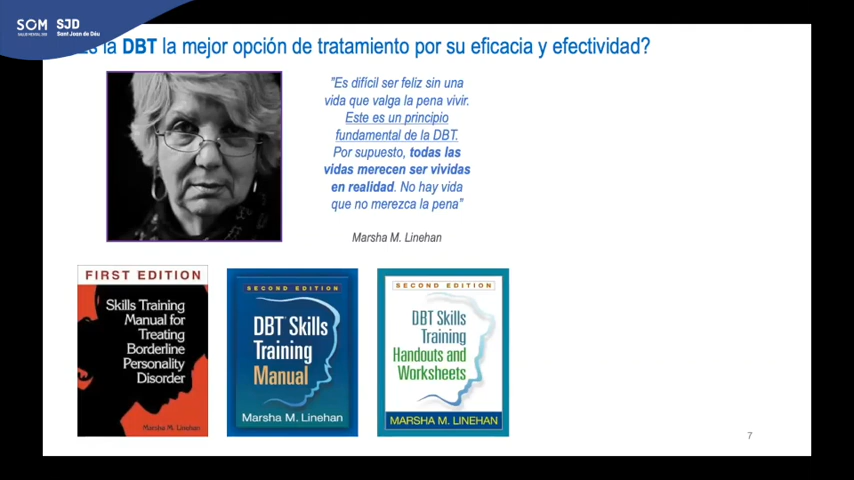 SOM
SALUD MENTAL 360
SJD
Sant Joan de Déu
la DBT la mejor opción de tratamiento por su eficacia y efectividad?
"Es difícil ser feliz sin una
vida que valga la pena vivir.
Este es un principio
fundamental de la DBT.
Por supuesto, todas las
vidas merecen ser vividas
en realidad. No hay vida
que no merezca la pena"
Marsha M. Linehan
FIRST EDITION
Skills Training
Manual for
Treating
Borderline
Personality
Disorder
Marsha M. Linehan
SECOND EDITION
DBT® Skills
Training
Manual
Marsha M. Linehan
SECOND EDITION
DBT® Skills
Training
Handouts and
Worksheets
MARSHA M. LINEHAN
7